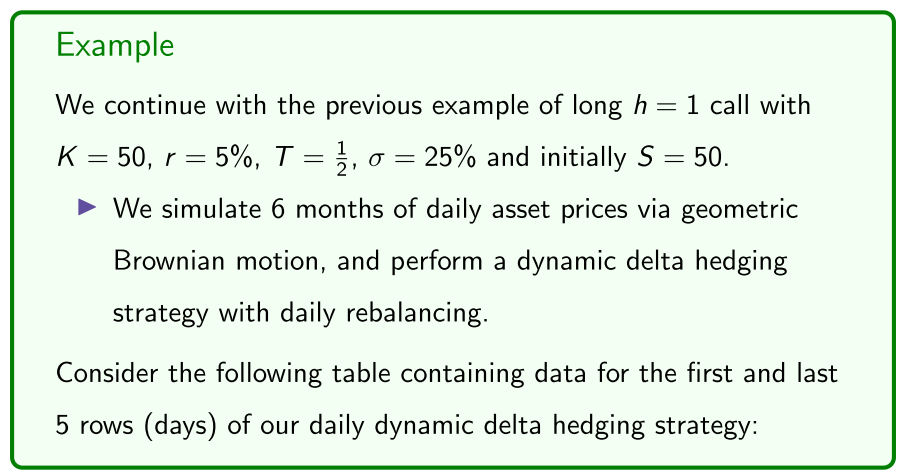 Example
We continue with the previous example of long h = 1 call with
K = 50, r = 5%, T = 1/2, σ = 25% and initially S = 50.
▶ We simulate 6 months of daily asset prices via geometric
Brownian motion, and perform a dynamic delta hedging
strategy with daily rebalancing.
Consider the following table containing data for the first and last
5 rows (days) of our daily dynamic delta hedging strategy: